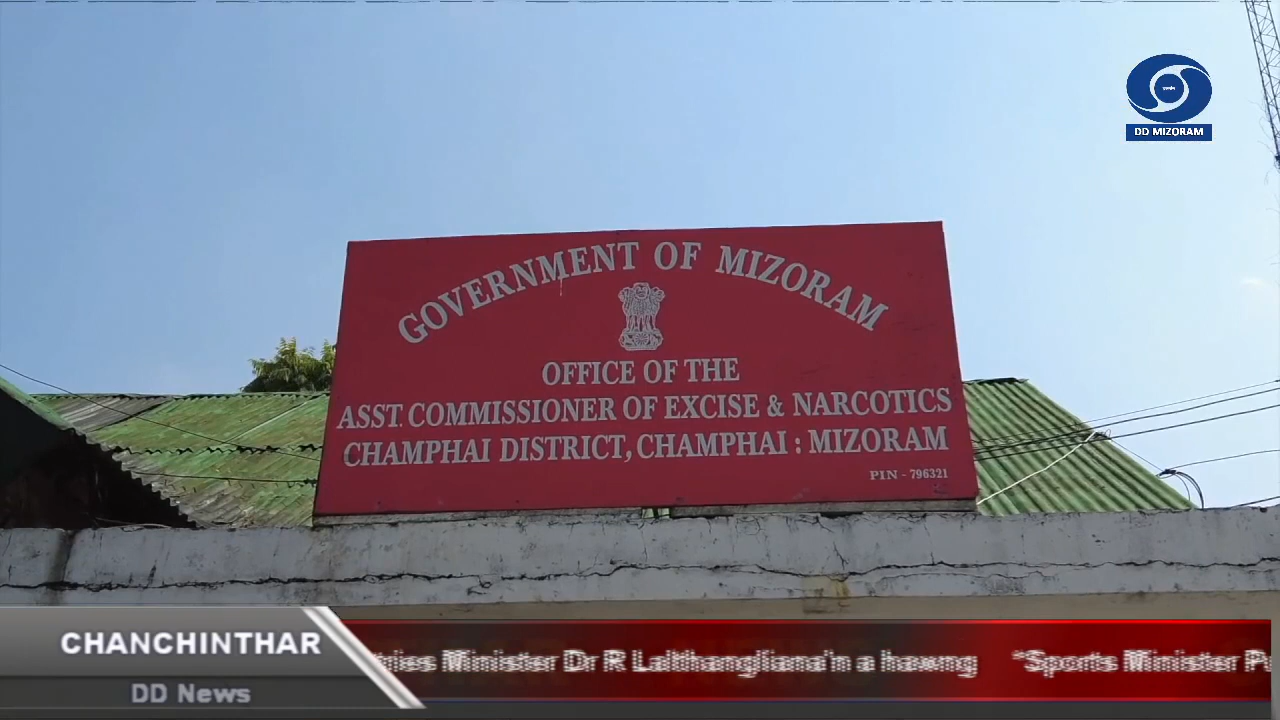 DD MIZORAM
GOVERNMENT OF MIZORAM
OFFICE OF THE
ASST. COMMISSIONER OF EXCISE & NARCOTICS
CHAMPHAI DISTRICT, CHAMPHAI : MIZORAM
PIN - 796321
CHANCHINTHAR
Minister Dr R Lalthangliana'n a hawng "Sports Minister
DD News